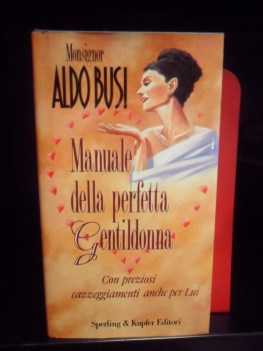 Monsignor
ALDO BUSI
Manuale
della perfetta
Gentildonna
Con preziosi
cazzeggiamenti anche per Lui
Sperling & Kupfer Editori